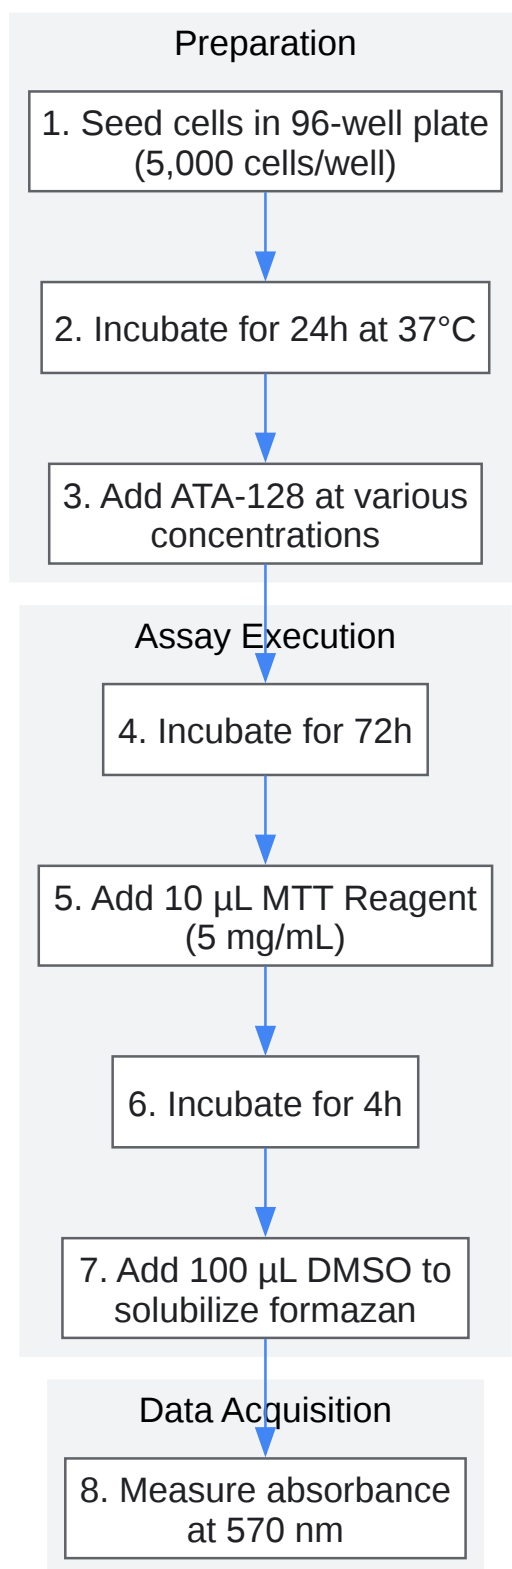 Preparation
1. Seed cells in 96-well plate
(5,000 cells/well)
2. Incubate for 24h at 37°C
3. Add ATA-128 at various
concentrations
Assay Execution
4. Incubate for 72h
5. Add 10 µL MTT Reagent
(5 mg/mL)
6. Incubate for 4h
7. Add 100 µL DMSO to
solubilize formazan
Data Acquisition
8. Measure absorbance
at 570 nm